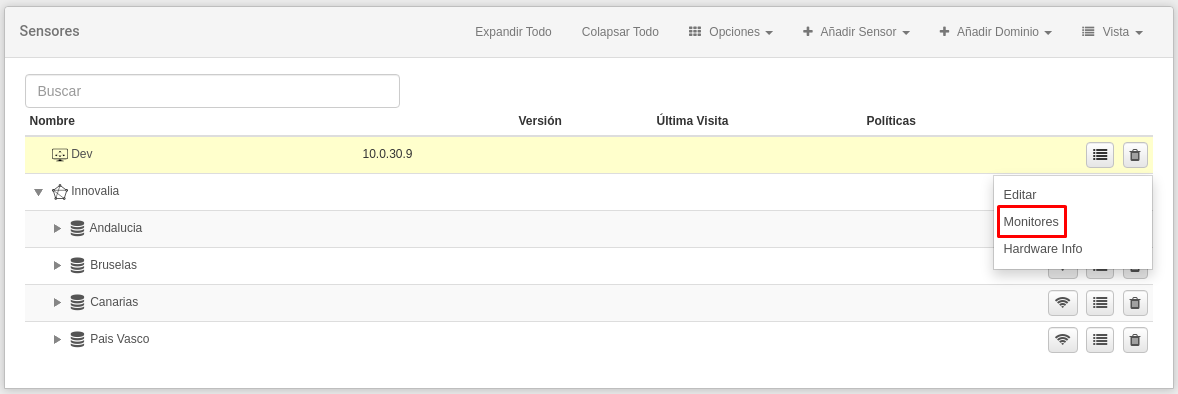 Sensores Expandir Todo Colapsar Todo Opciones Añadir Sensor Añadir Dominio Vista
Buscar
Nombre Versión Última Visita Políticas
Dev 10.0.30.9
Innovalia
Editar
Monitores
Andalucia
Hardware Info
Bruselas
Canarias
Pais Vasco